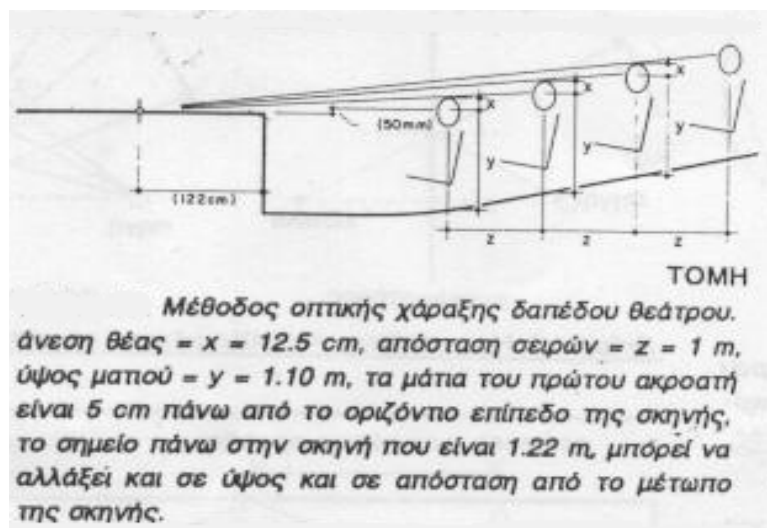 x
x
x
(50mm)
y
y
y
y
(122cm)
z
z
z
ΤΟΜΗ
Μέθοδος οπτικής χάραξης δαπέδου θεάτρου.
άνεση θέας = x = 12.5 cm, απόσταση σειρών = z = 1 m,
ύψος ματιού = y = 1.10 m, τα μάτια του πρώτου ακροατή
είναι 5 cm πάνω από το οριζόντιο επίπεδο της σκηνής,
το σημείο πάνω στην σκηνή που είναι 1.22 m, μπορεί να
αλλάξει και σε ύψος και σε απόσταση από το μέτωπο
της σκηνής.